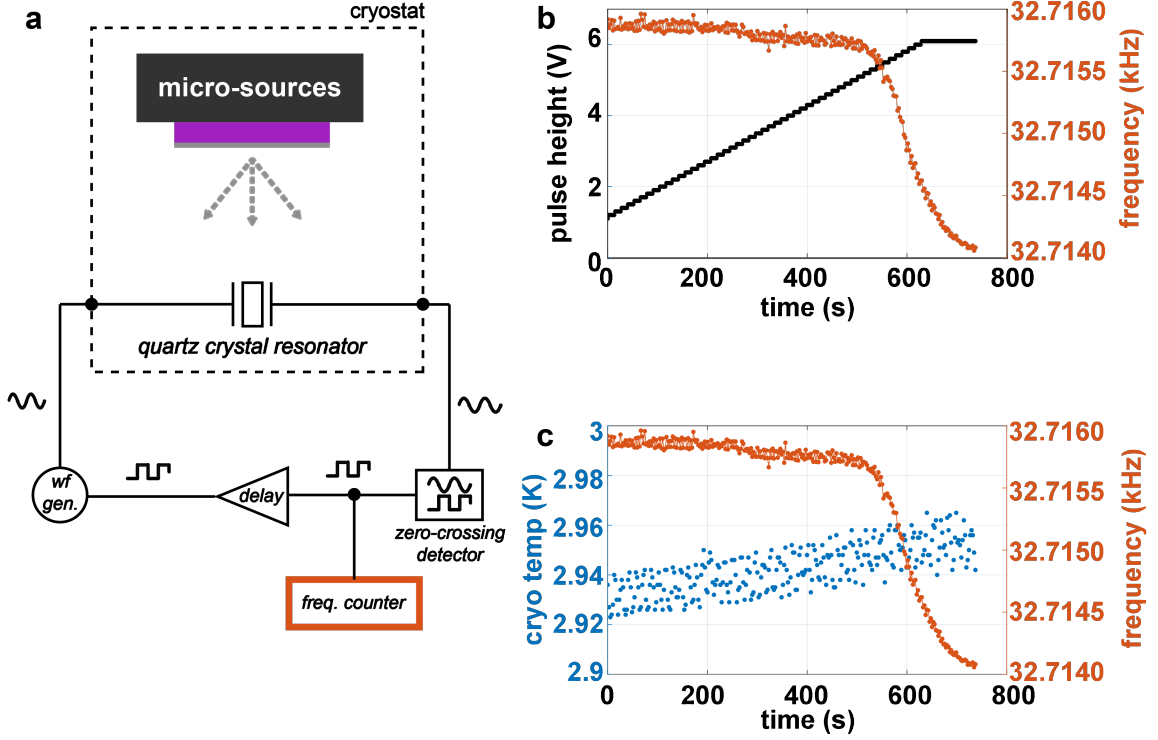 a
cryostat
micro-sources
quartz crystal resonator
wf
gen.
delay
zero-crossing
detector
freq. counter
b
pulse height (V)
6
4
2
0
32.7160
32.7155
32.7150
32.7145
32.7140
frequency (kHz)
0
200
400
600
800
time (s)
c
cryo temp (K)
3
2.98
2.96
2.94
2.92
2.9
32.7160
32.7155
32.7150
32.7145
32.7140
frequency (kHz)
0
200
400
600
800
time (s)